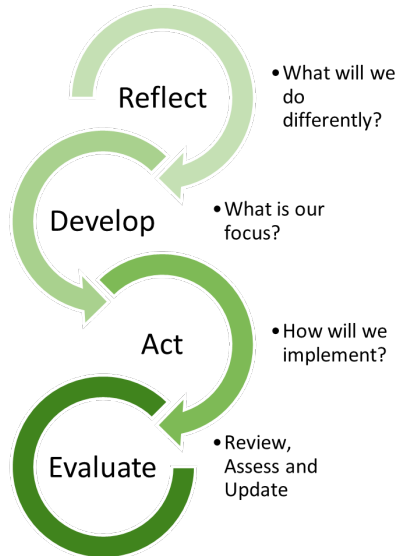 Reflect
•What will we
do
differently?
Develop
•What is our
focus?
Act
•How will we
implement?
Evaluate
•Review,
Assess and
Update